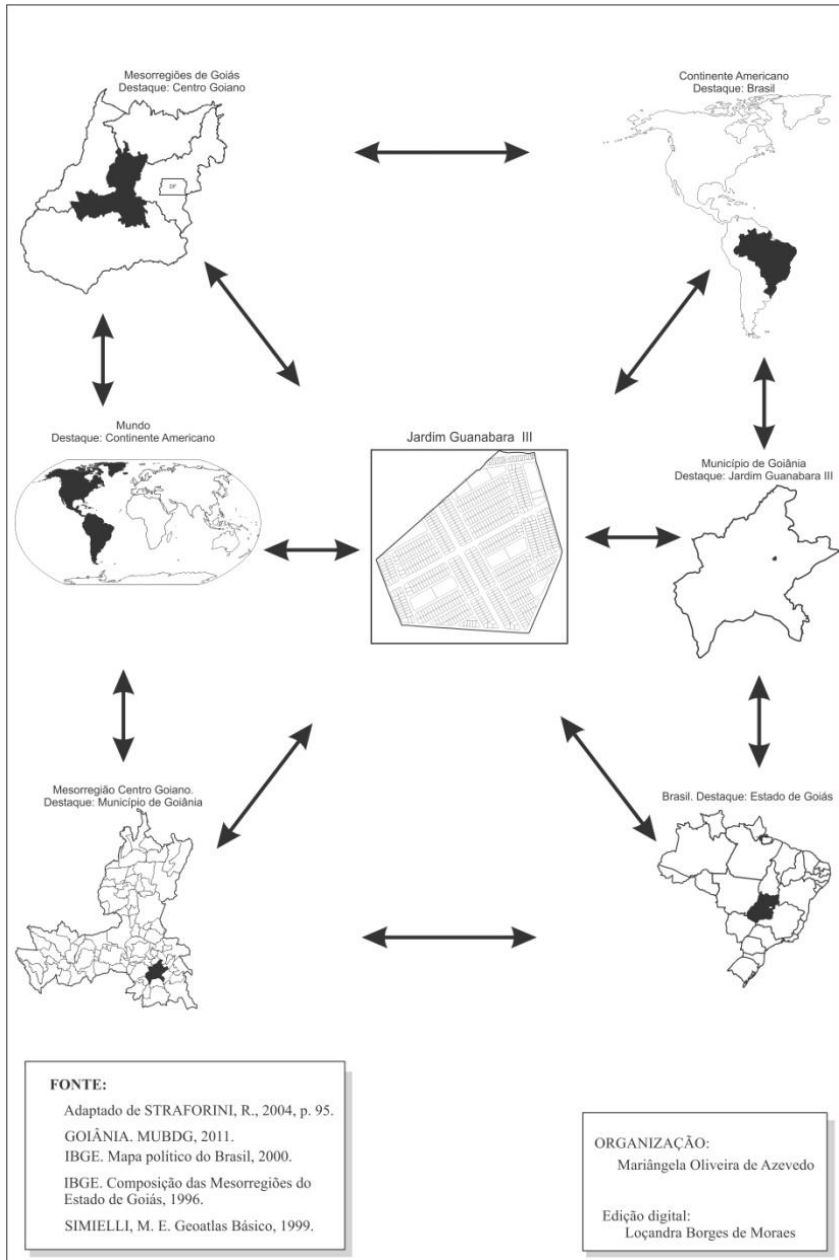 Mesorregiões de Goiás
Destaque: Centro Goiano
Continente Americano
Destaque: Brasil
DF
Mundo
Destaque: Continente Americano
Jardim Guanabara III
Município de Goiânia
Destaque: Jardim Guanabara III
Mesorregião Centro Goiano.
Destaque: Município de Goiânia
Brasil. Destaque: Estado de Goiás
FONTE:
Adaptado de STRAFORINI, R., 2004, p. 95.
GOIÂNIA. MUBDG, 2011.
IBGE. Mapa político do Brasil, 2000.
IBGE. Composição das Mesorregiões do
Estado de Goiás, 1996.
SIMIELLI, M. E. Geoatlas Básico, 1999.
ORGANIZAÇÃO:
Mariângela Oliveira de Azevedo
Edição digital:
Loçandra Borges de Moraes